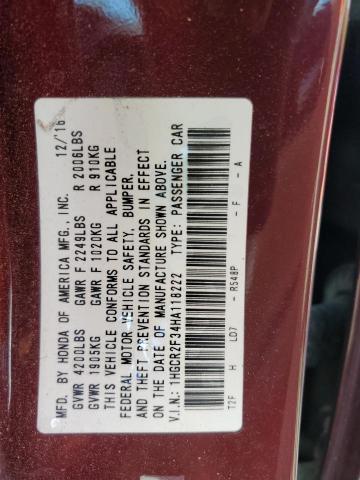 MFD. BY HONDA OF AMERICA MFG., INC. 12/'16
GVWR 4200LBS GAWR F 2249LBS R 2006LBS
GVWR 1905KG GAWR F 1020KG R 910KG
THIS VEHICLE CONFORMS TO ALL APPLICABLE
FEDERAL MOTOR VEHICLE SAFETY, BUMPER,
AND THEFT PREVENTION STANDARDS IN EFFECT
ON THE DATE OF MANUFACTURE SHOWN ABOVE.
V.I.N.: 1HGCR2F34HA118222 TYPE: PASSENGER CAR
T2F H LD7 - R548P - F - A